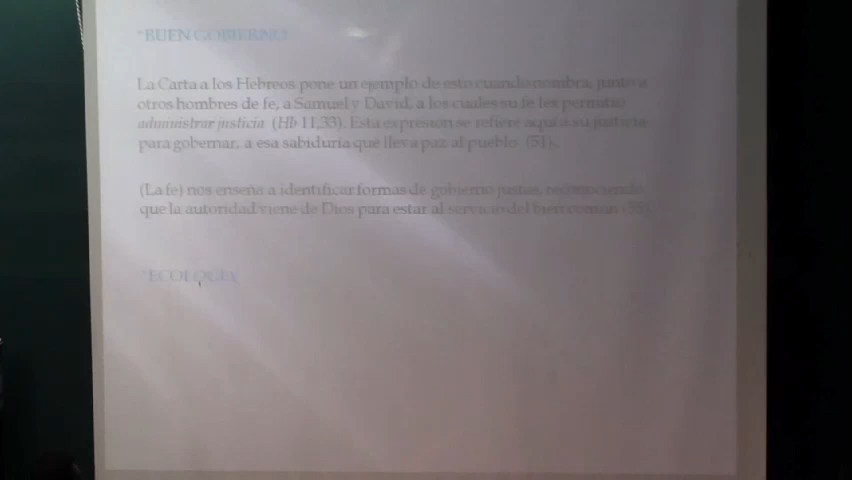 *BUEN GOBIERNO
La Carta a los Hebreos pone un ejemplo de esto cuando nombra, junto a
otros hombres de fe, a Samuel y David, a los cuales su fe les permitió
administrar justicia (Hb 11,33). Esta expresión se refiere aquí a su justicia
para gobernar, a esa sabiduría que lleva paz al pueblo (51).
(La fe) nos enseña a identificar formas de gobierno justas, reconociendo
que la autoridad viene de Dios para estar al servicio del bien común
*ECOLOGÍA